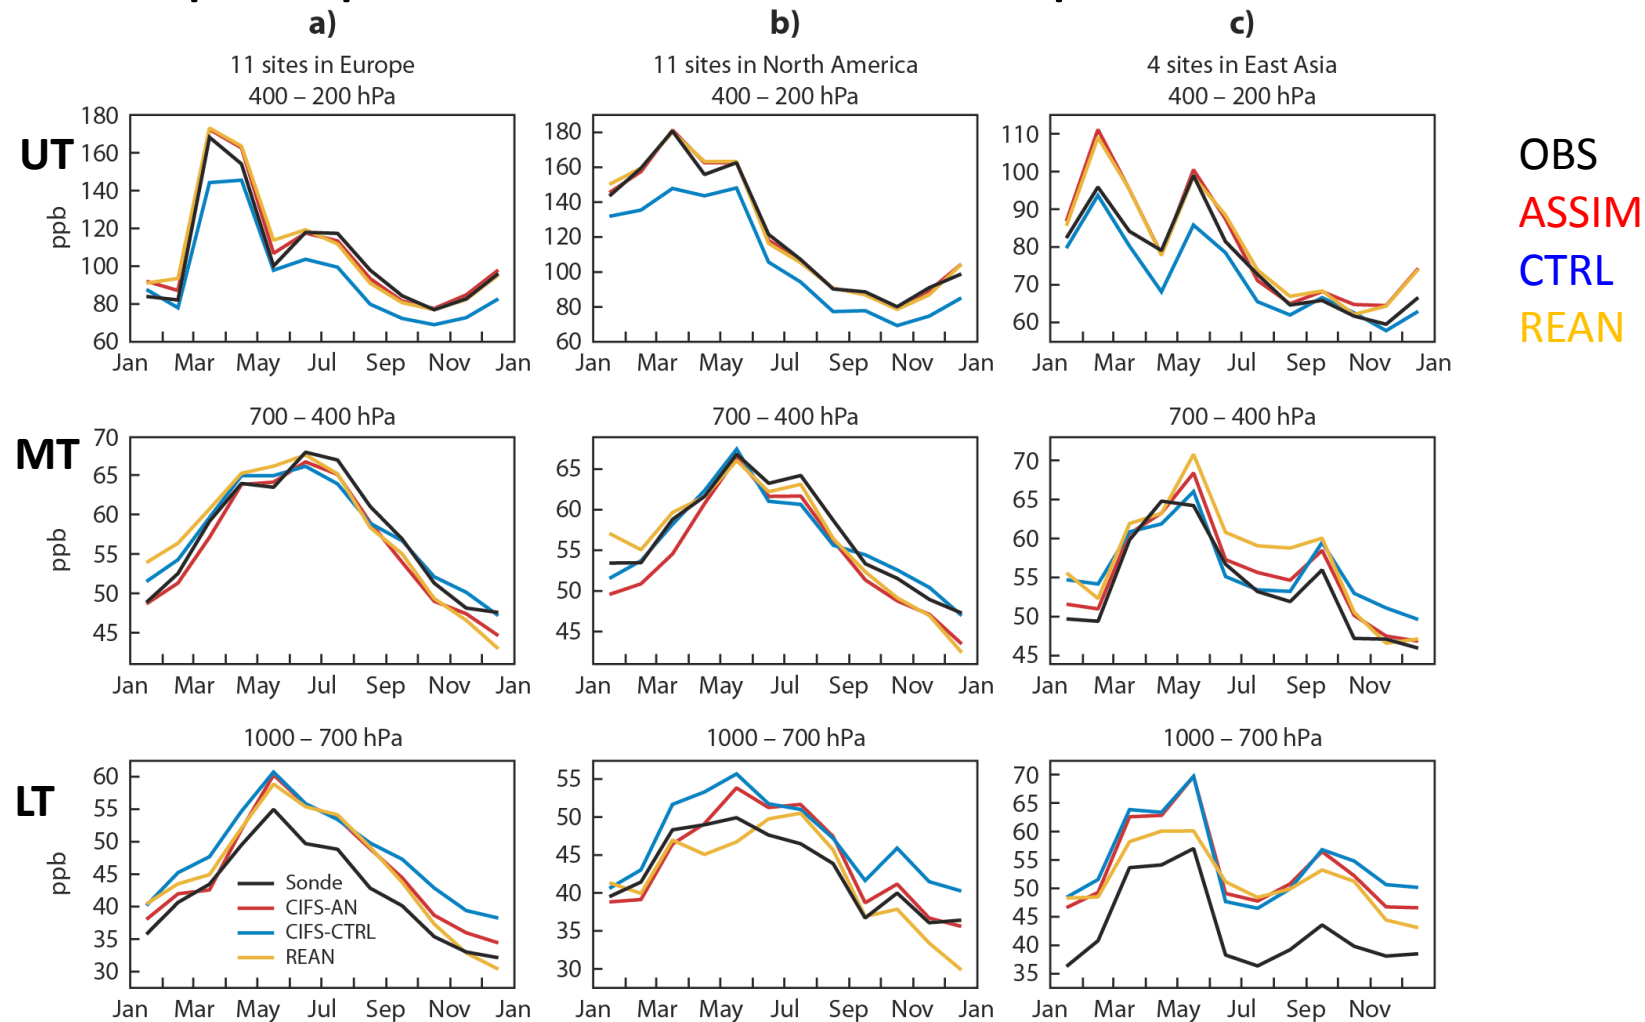 a)
b)
c)
11 sites in Europe
400 – 200 hPa
11 sites in North America
400 – 200 hPa
4 sites in East Asia
400 – 200 hPa
UT
ppb
180
160
140
120
100
80
60
Jan Mar May Jul Sep Nov Jan
180
160
140
120
100
80
60
Jan Mar May Jul Sep Nov Jan
110
100
90
80
70
60
Jan Mar May Jul Sep Nov Jan
OBS
ASSIM
CTRL
REAN
MT
ppb
700 – 400 hPa
70
65
60
55
50
45
Jan Mar May Jul Sep Nov Jan
700 – 400 hPa
65
60
55
50
45
Jan Mar May Jul Sep Nov Jan
700 – 400 hPa
70
65
60
55
50
45
Jan Mar May Jul Sep Nov
LT
ppb
1000 – 700 hPa
60
55
50
45
40
35
30
Sonde
CIFS-AN
CIFS-CTRL
REAN
Jan Mar May Jul Sep Nov Jan
1000 – 700 hPa
55
50
45
40
35
30
Jan Mar May Jul Sep Nov Jan
1000 – 700 hPa
70
65
60
55
50
45
40
35
Jan Mar May Jul Sep Nov